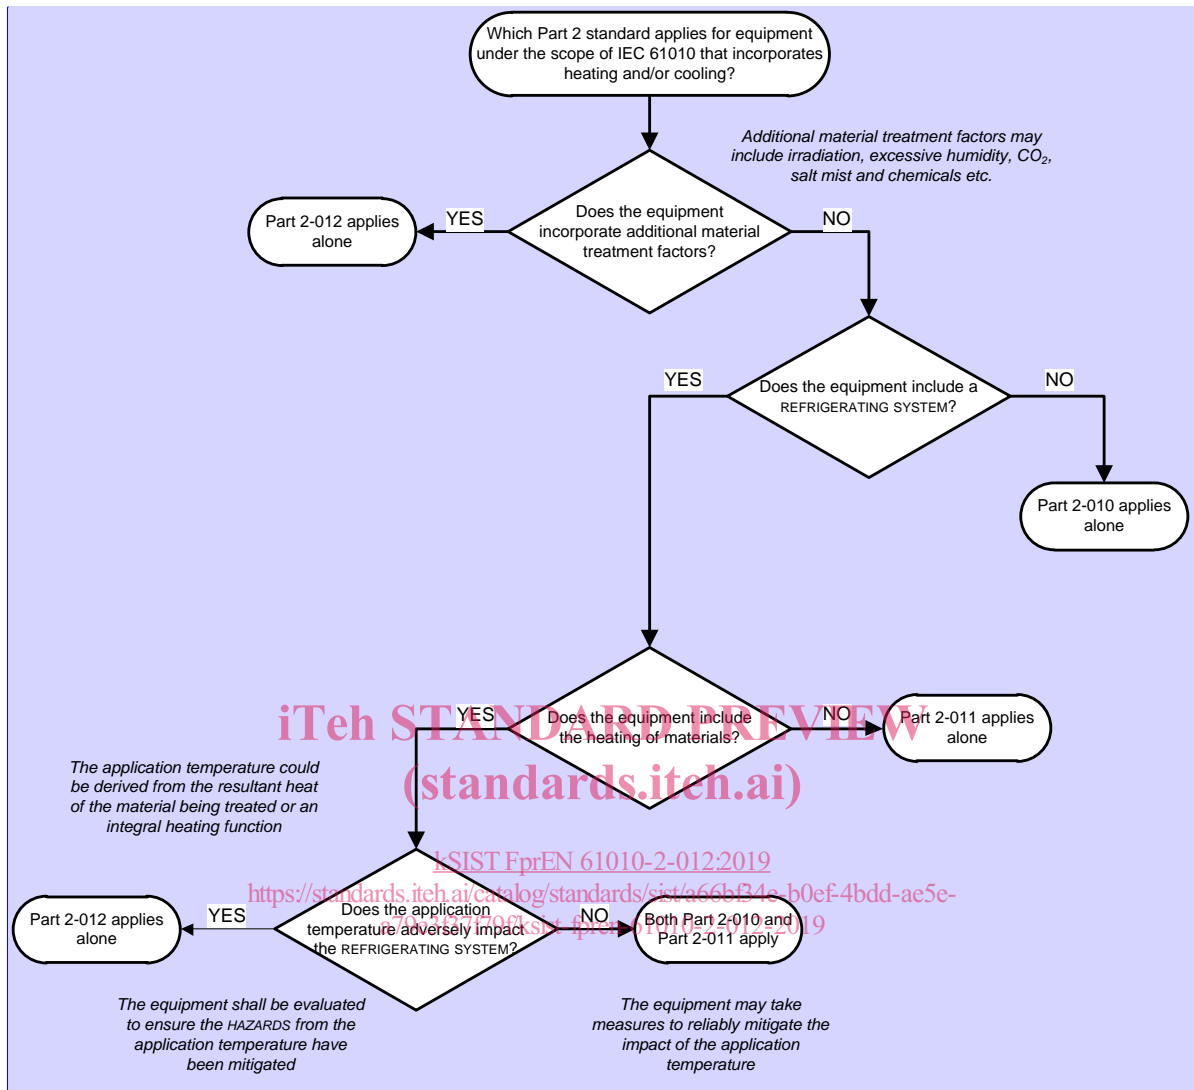 Which Part 2 standard applies for equipment
under the scope of IEC 61010 that incorporates
heating and/or cooling?
Additional material treatment factors may
include irradiation, excessive humidity, CO₂,
salt mist and chemicals etc.
Does the equipment
incorporate additional material
treatment factors?
YES
NO
Part 2-012 applies
alone
Does the equipment include a
REFRIGERATING SYSTEM?
YES
NO
Part 2-010 applies
alone
Does the equipment include
the heating of materials?
YES
NO
Part 2-011 applies
alone
iTeh STANDARD PREVIEW
(standards.iteh.ai)
The application temperature could
be derived from the resultant heat
of the material being treated or an
integral heating function
kSIST FprEN 61010-2-012:2019
https://standards.iteh.ai/catalog/standards/sist/a66bf34e-b0ef-4bdd-ae5e-
Does the application
temperature adversely impact
the REFRIGERATING SYSTEM?
YES
NO
Part 2-012 applies
alone
Both Part 2-010 and
Part 2-011 apply
The equipment shall be evaluated
to ensure the HAZARDS from the
application temperature have
been mitigated
The equipment may take
measures to reliably mitigate the
impact of the application
temperature